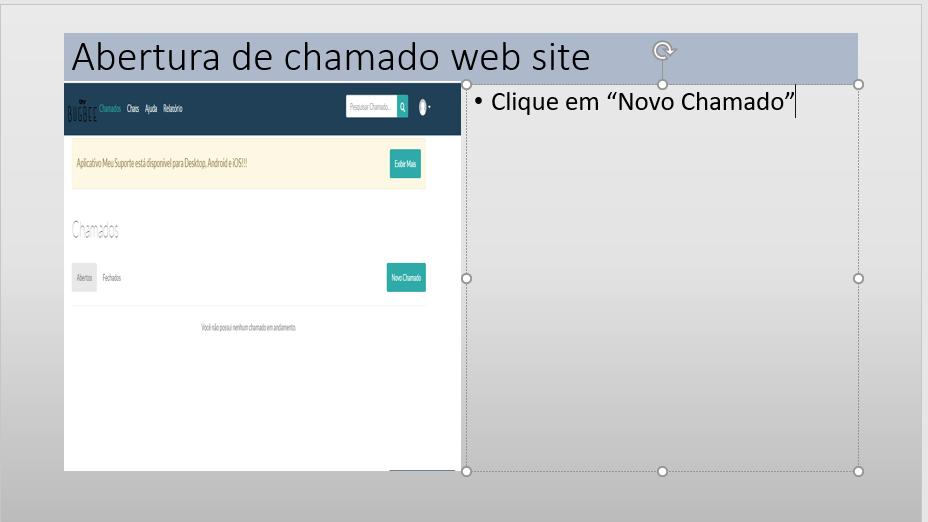 Abertura de chamado web site
BUGBEE
Chamados Chaos Ajuda Relatório
Pesquisar Chamado...
Aplicativo Meu Suporte está disponível para Desktop, Android e iOS!!!
Exibir Mais
Chamados
Abertos Fechados
Novo Chamado
Você não possui nenhum chamado em andamento.
• Clique em “Novo Chamado”